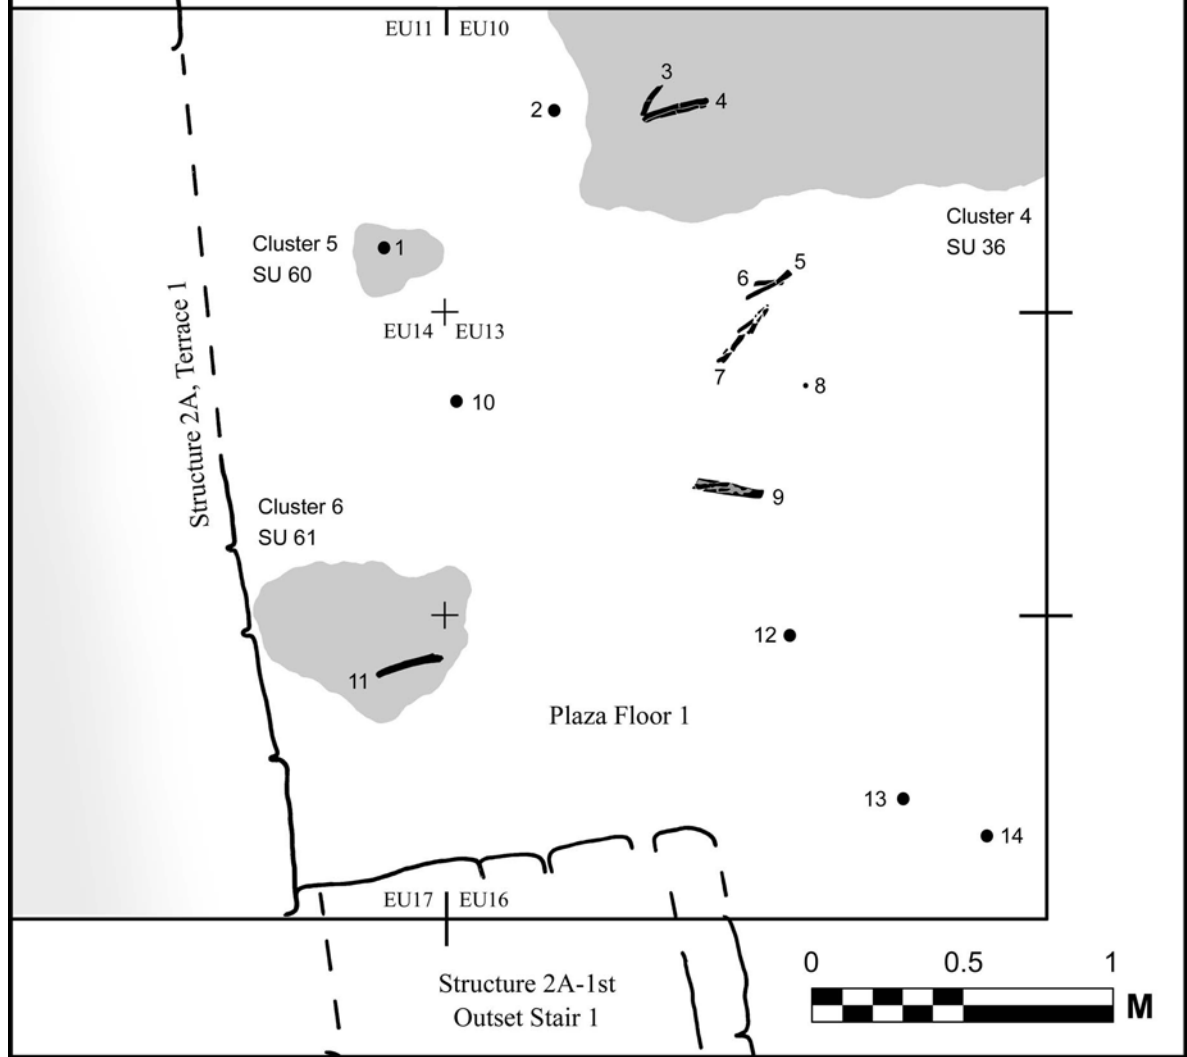 EU11 EU10
3
4
2
Cluster 4
SU 36
Cluster 5
SU 60
1
5
6
EU14 EU13
7
8
10
Structure 2A, Terrace 1
9
Cluster 6
SU 61
12
11
Plaza Floor 1
13
14
EU17 EU16
0 0.5 1
M
Structure 2A-1st
Outset Stair 1